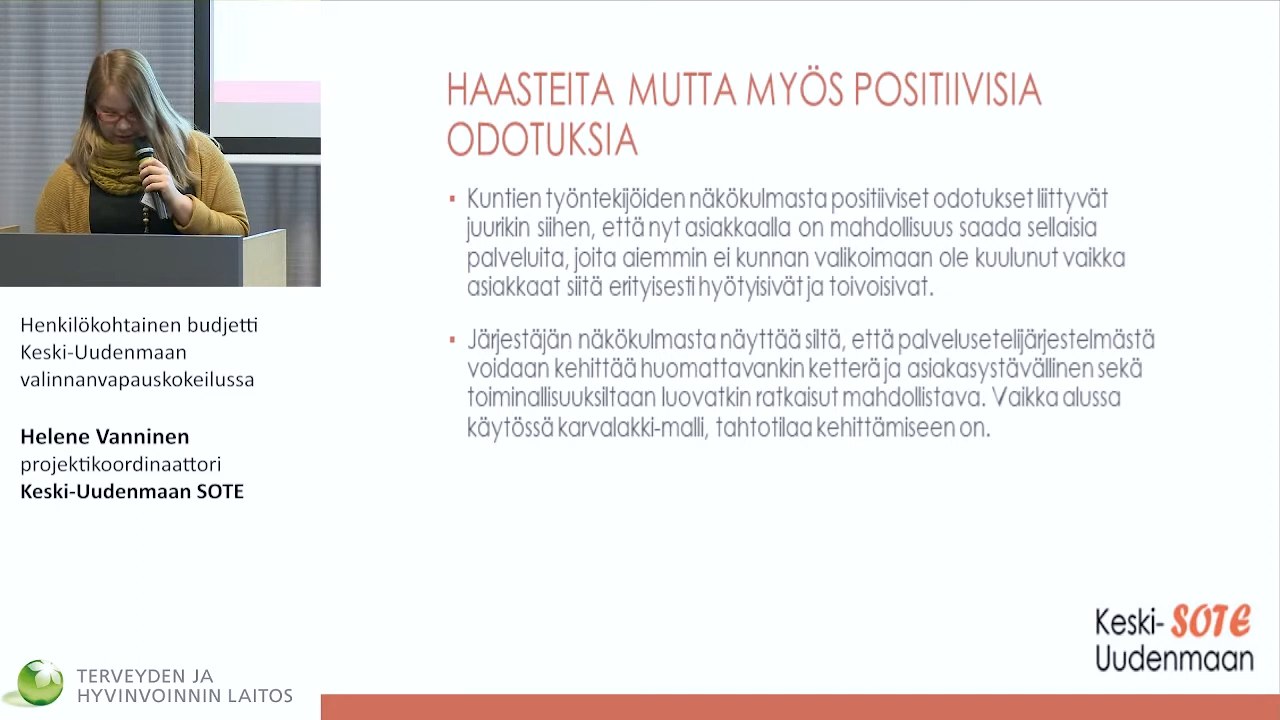 HAASTEITA MUTTA MYÖS POSITIIVISIA
ODOTUKSIA
▪ Kuntien työntekijöiden näkökulmasta positiiviset odotukset liittyvät
juurikin siihen, että nyt asiakkaalla on mahdollisuus saada sellaisia
palveluita, joita aiemmin ei kunnan valikoimaan ole kuulunut vaikka
asiakkaat siitä erityisesti hyötyisivät ja toivoisivat.
▪ Järjestäjän näkökulmasta näyttää siltä, että palvelusetelijärjestelmästä
voidaan kehittää huomattavankin ketterä ja asiakasystävällinen sekä
toiminallisuuksiltaan luovatkin ratkaisut mahdollistava. Vaikka alussa
käytössä karvalakki-malli, tahtotilaa kehittämiseen on.
Henkilökohtainen budjetti
Keski-Uudenmaan
valinnanvapauskokeilussa
Helene Vanninen
projektikoordinaattori
Keski-Uudenmaan SOTE
Keski- SOTE
Uudenmaan
TERVEYDEN JA
HYVINVOINNIN LAITOS